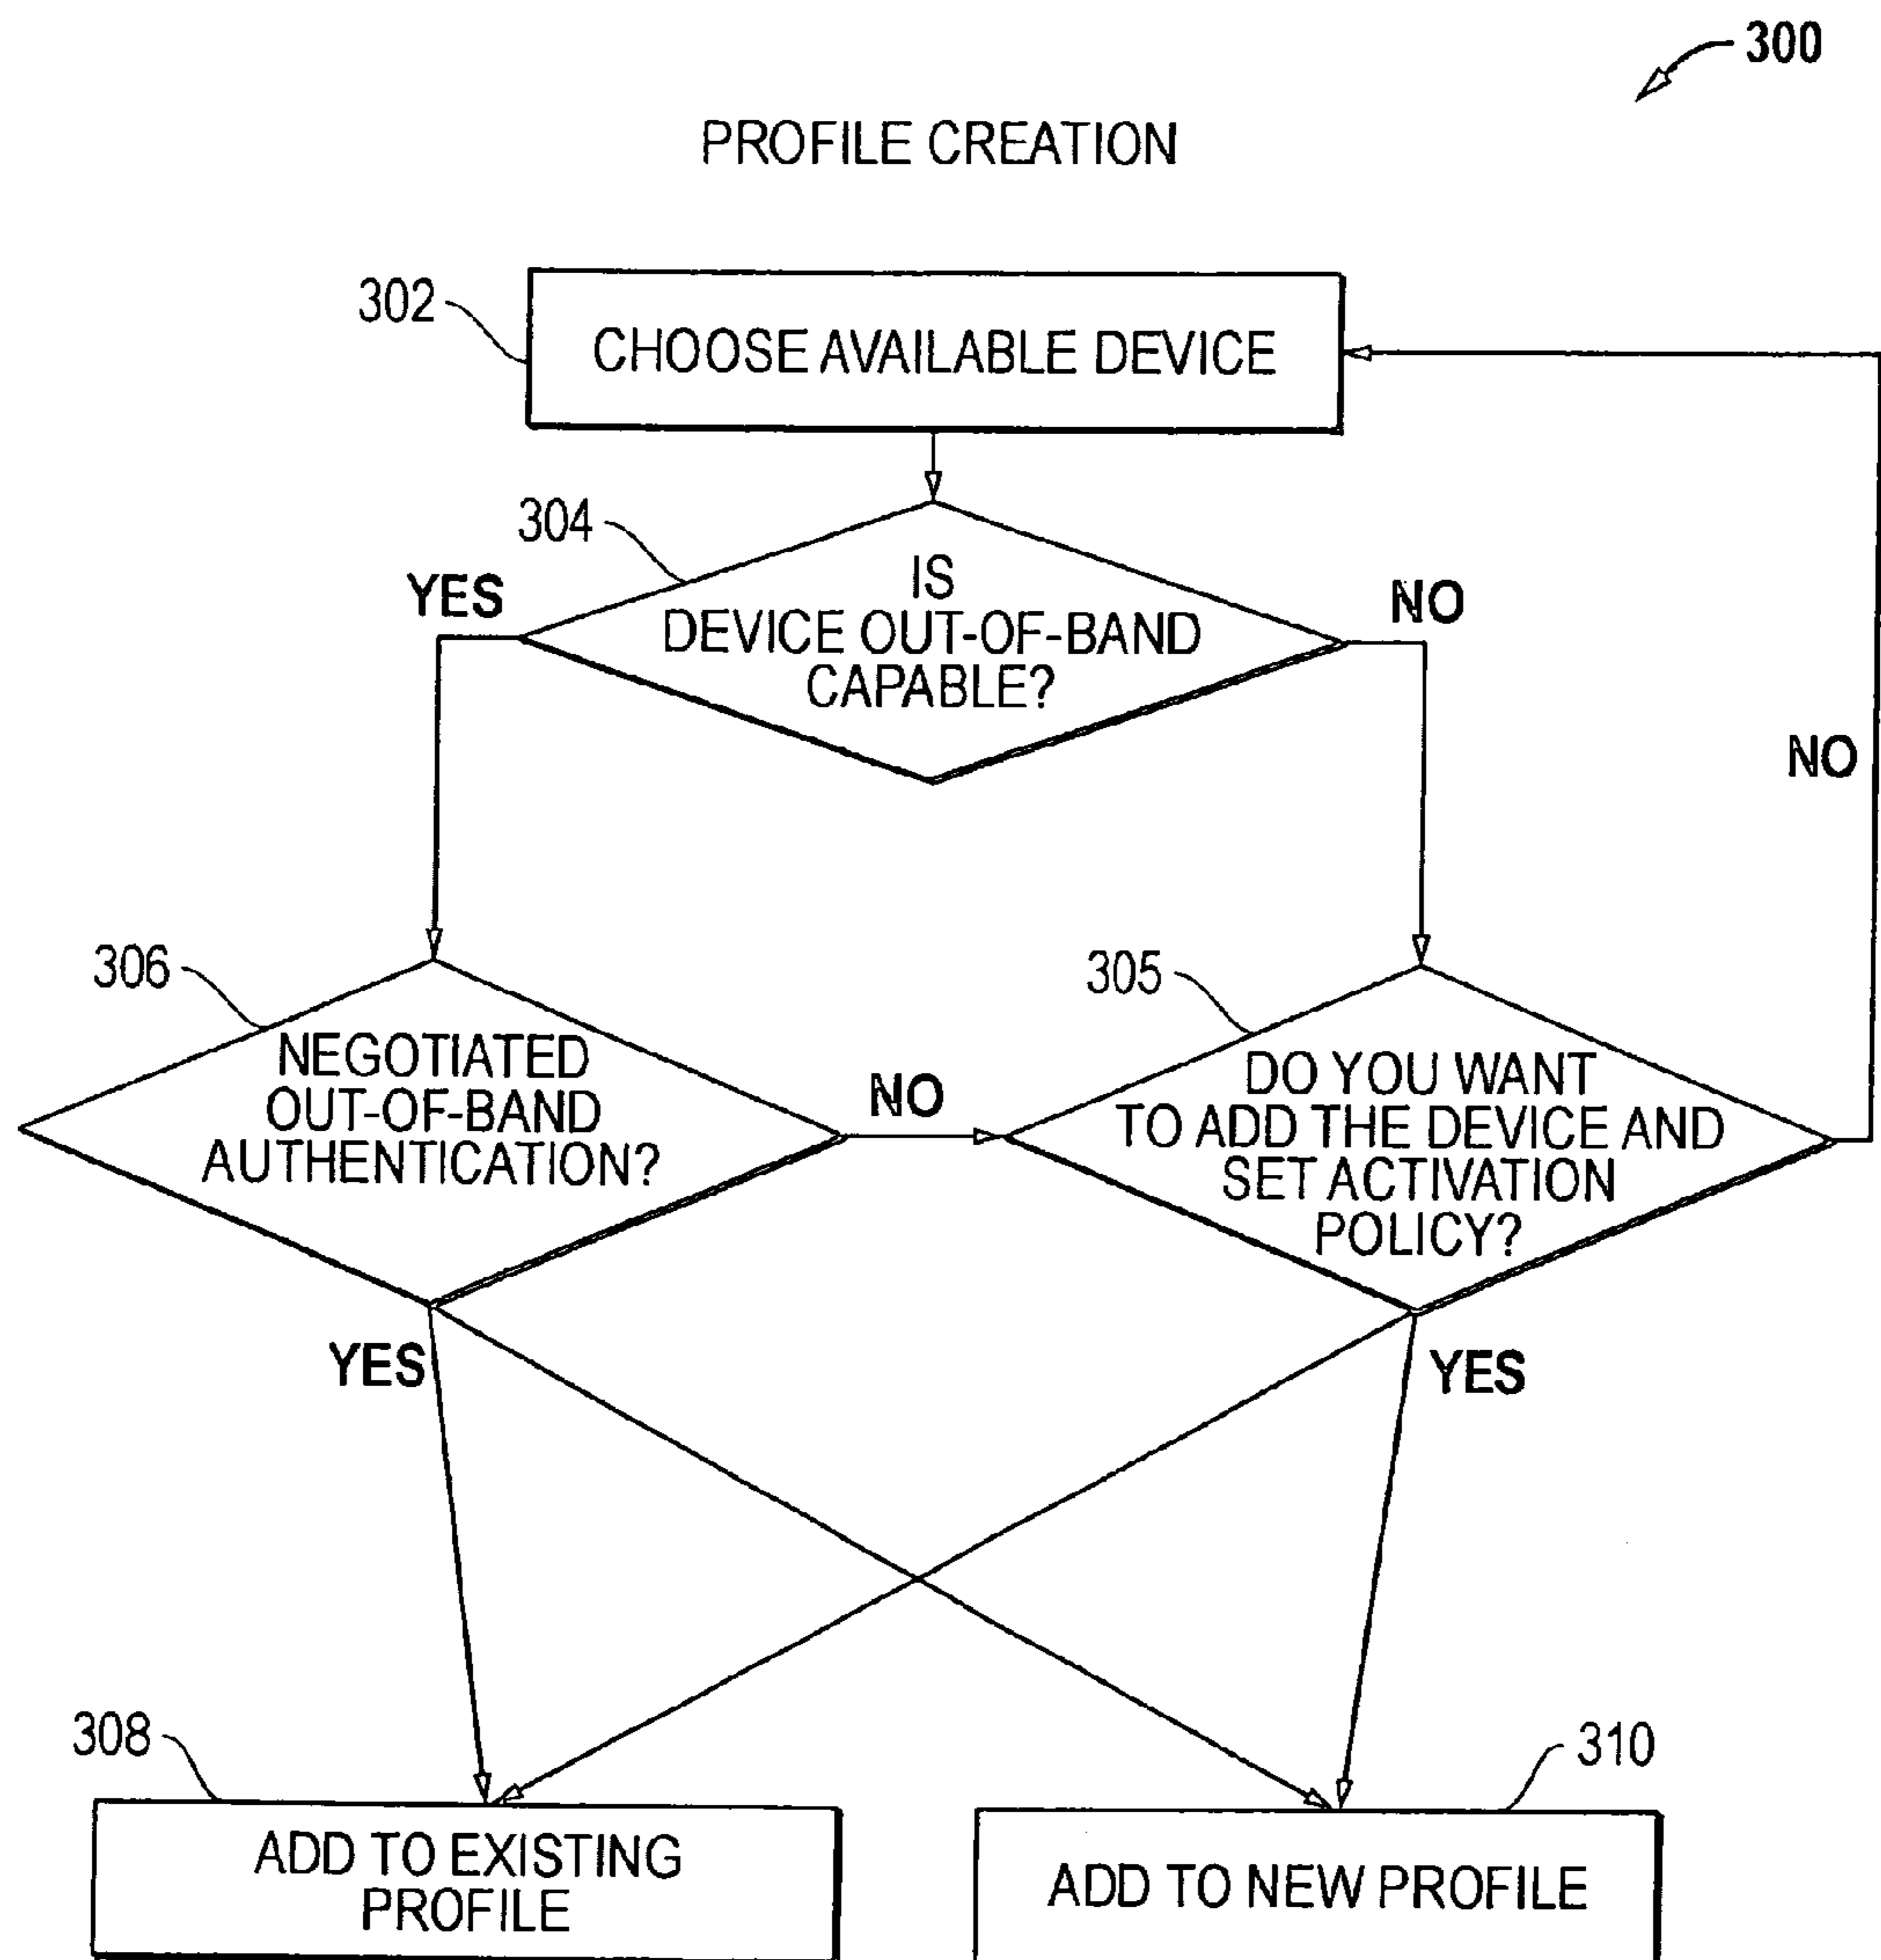 300
PROFILE CREATION
302
CHOOSE AVAILABLE DEVICE
304
IS
DEVICE OUT-OF-BAND
CAPABLE?
YES
NO
NO
306
NEGOTIATED
OUT-OF-BAND
AUTHENTICATION?
NO
305
DO YOU WANT
TO ADD THE DEVICE AND
SET ACTIVATION
POLICY?
YES
YES
308
ADD TO EXISTING
PROFILE
310
ADD TO NEW PROFILE